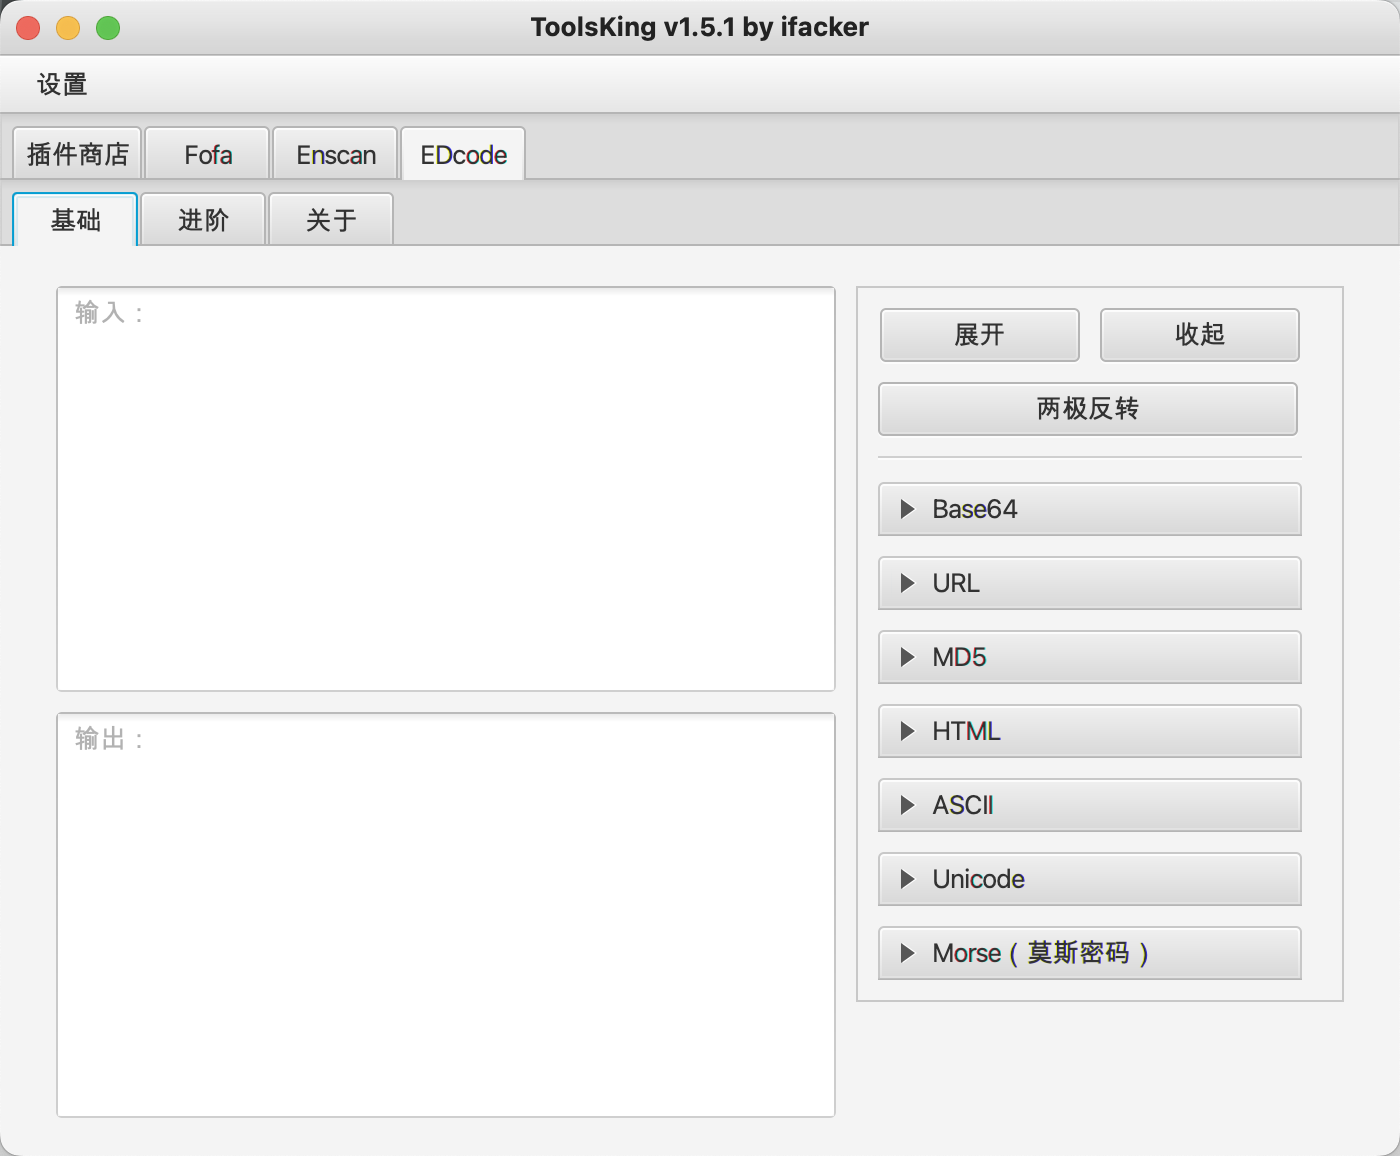 ToolsKing v1.5.1 by ifacker
设置
插件商店 Fofa Enscan EDcode
基础 进阶 关于
输入：
输出：
展开 收起
两极反转
Base64
URL
MD5
HTML
ASCII
Unicode
Morse（莫斯密码）